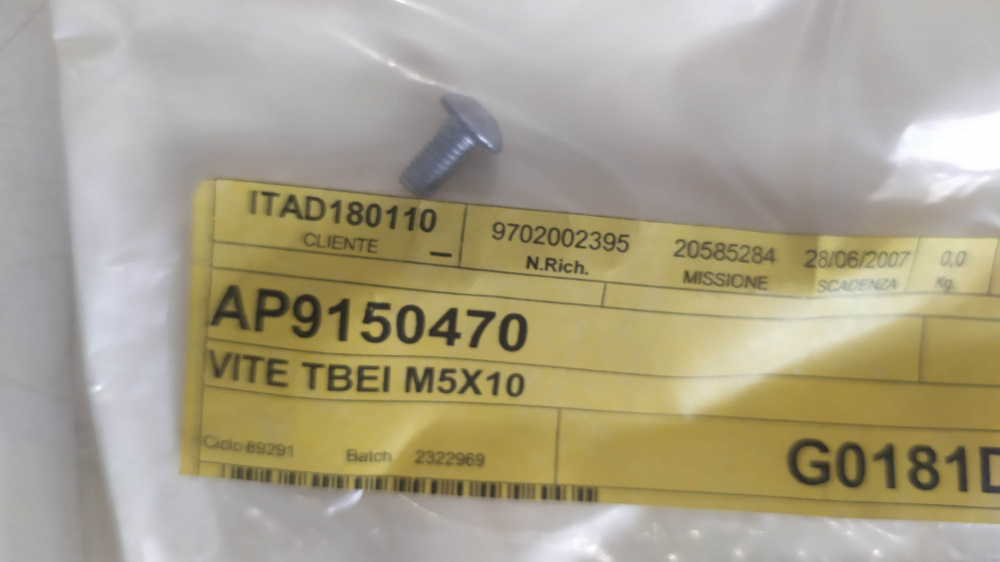 ITAD180110 9702002395 20585284 28/06/2007 0,0
CLIENTE _ N.Rich. MISSIONE SCADENZA Kg.
AP9150470
VITE TBEI M5X10
Ciclo 89291 Batch 2322969 G0181D